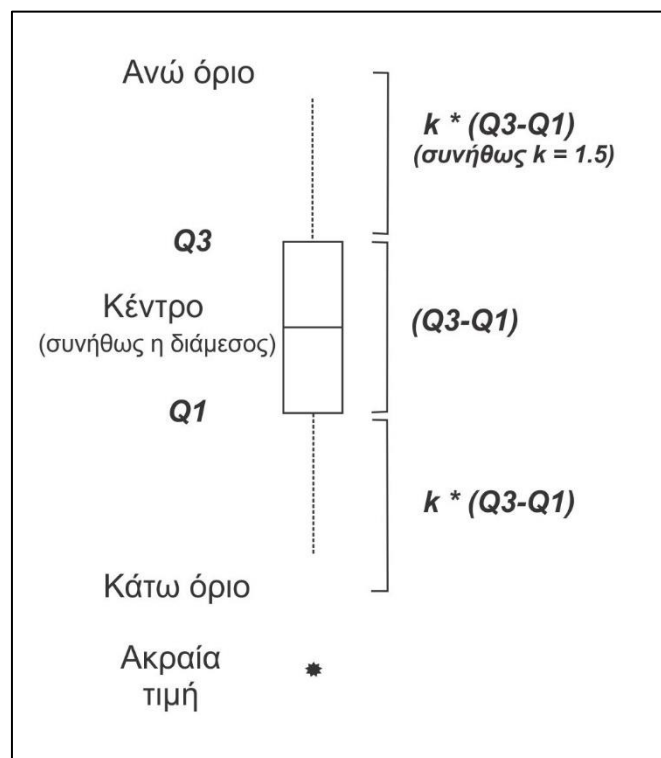 Ανώ όριο
k * (Q3-Q1)
(συνήθως k = 1.5)
Q3
Κέντρο
(συνήθως η διάμεσος)
(Q3-Q1)
Q1
k * (Q3-Q1)
Κάτω όριο
Ακραία
τιμή